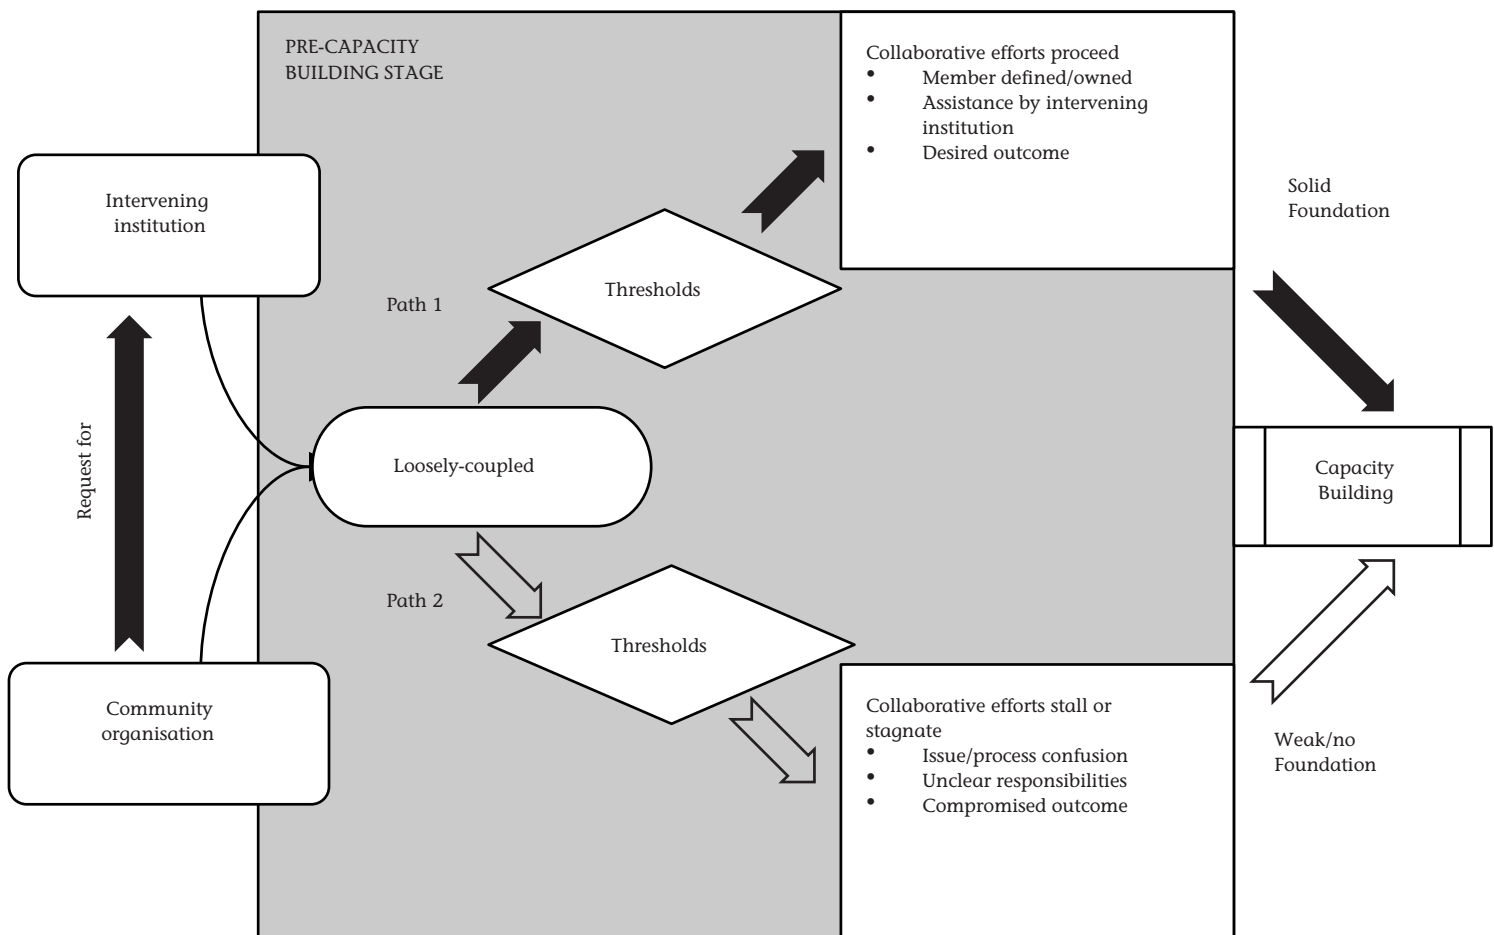 PRE-CAPACITY
BUILDING STAGE
Intervening
institution
Request for
Community
organisation
Loosely-coupled
Path 1
Thresholds
Path 2
Thresholds
Collaborative efforts proceed
• Member defined/owned
• Assistance by intervening
institution
• Desired outcome
Collaborative efforts stall or
stagnate
• Issue/process confusion
• Unclear responsibilities
• Compromised outcome
Solid
Foundation
Capacity
Building
Weak/no
Foundation